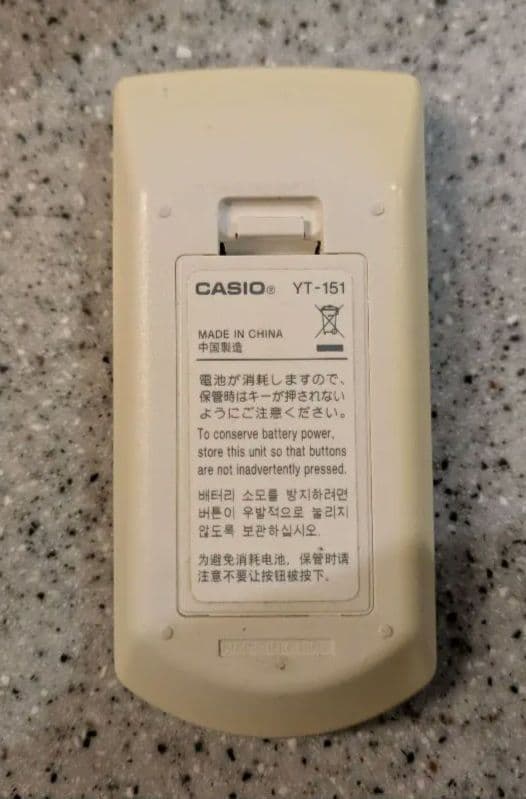 CASIO® YT-151
MADE IN CHINA
中国製造
電池が消耗しますので、
保管時はキーが押されない
ようにご注意ください。
To conserve battery power,
store this unit so that buttons
are not inadvertently pressed.
배터리 소모를 방지하려면
버튼이 우발적으로 눌리지
않도록 보관하십시오.
为避免消耗电池，保管时请
注意不要让按钮被按下。